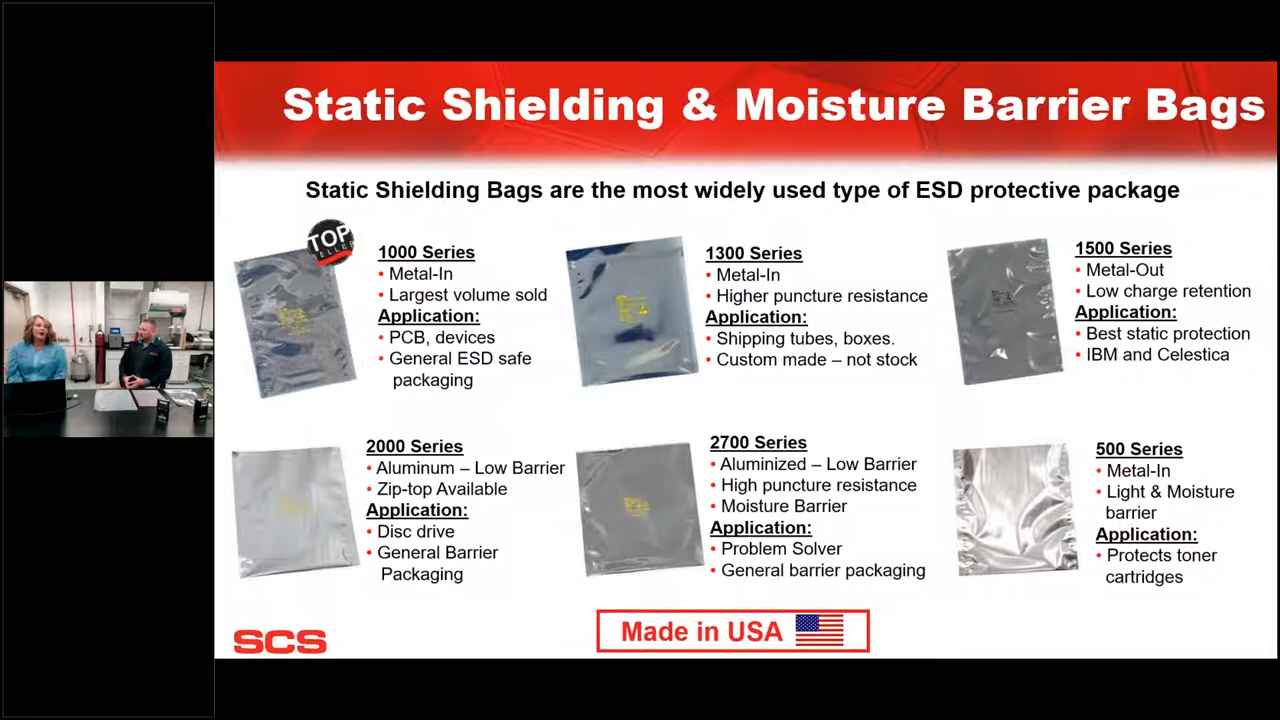 Static Shielding & Moisture Barrier Bags
Static Shielding Bags are the most widely used type of ESD protective package
TOP
SELLER
1000 Series
• Metal-In
• Largest volume sold
Application:
• PCB, devices
• General ESD safe
packaging
1300 Series
• Metal-In
• Higher puncture resistance
Application:
• Shipping tubes, boxes.
• Custom made – not stock
1500 Series
• Metal-Out
• Low charge retention
Application:
• Best static protection
• IBM and Celestica
2000 Series
• Aluminum – Low Barrier
• Zip-top Available
Application:
• Disc drive
• General Barrier
Packaging
2700 Series
• Aluminized – Low Barrier
• High puncture resistance
• Moisture Barrier
Application:
• Problem Solver
• General barrier packaging
500 Series
• Metal-In
• Light & Moisture
barrier
Application:
• Protects toner
cartridges
SCS
Made in USA